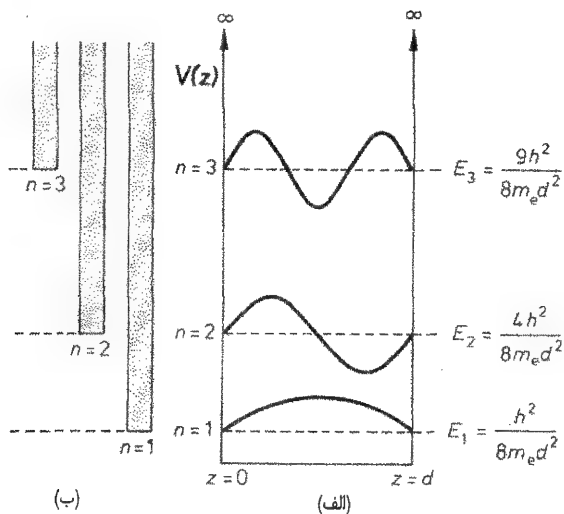 ∞ ∞
V(z)
n=3 n=3 E₃ = 9h²/8mₑd²
n=2 n=2 E₂ = 4h²/8mₑd²
n=1 n=1 E₁ = h²/8mₑd²
z=0 z=d
(ب) (الف)